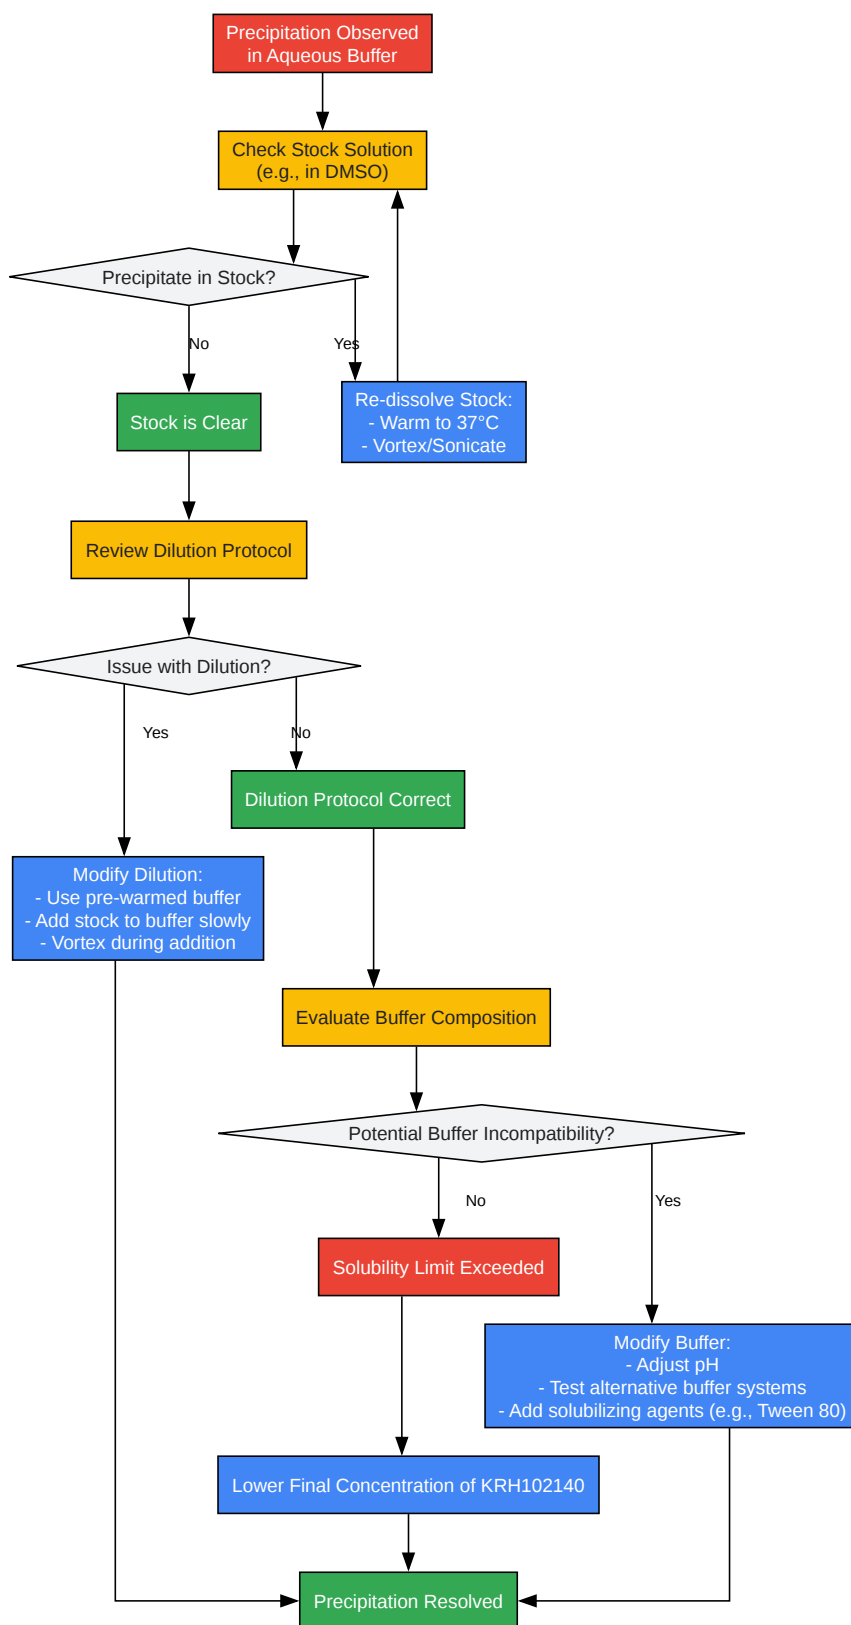 Precipitation Observed
in Aqueous Buffer
Check Stock Solution
(e.g., in DMSO)
Precipitate in Stock?
No
Yes
Re-dissolve Stock:
- Warm to 37°C
- Vortex/Sonicate
Stock is Clear
Review Dilution Protocol
Issue with Dilution?
Yes
No
Dilution Protocol Correct
Modify Dilution:
- Use pre-warmed buffer
- Add stock to buffer slowly
- Vortex during addition
Evaluate Buffer Composition
Potential Buffer Incompatibility?
No
Yes
Solubility Limit Exceeded
Modify Buffer:
- Adjust pH
- Test alternative buffer systems
- Add solubilizing agents (e.g., Tween 80)
Lower Final Concentration of KRH102140
Precipitation Resolved